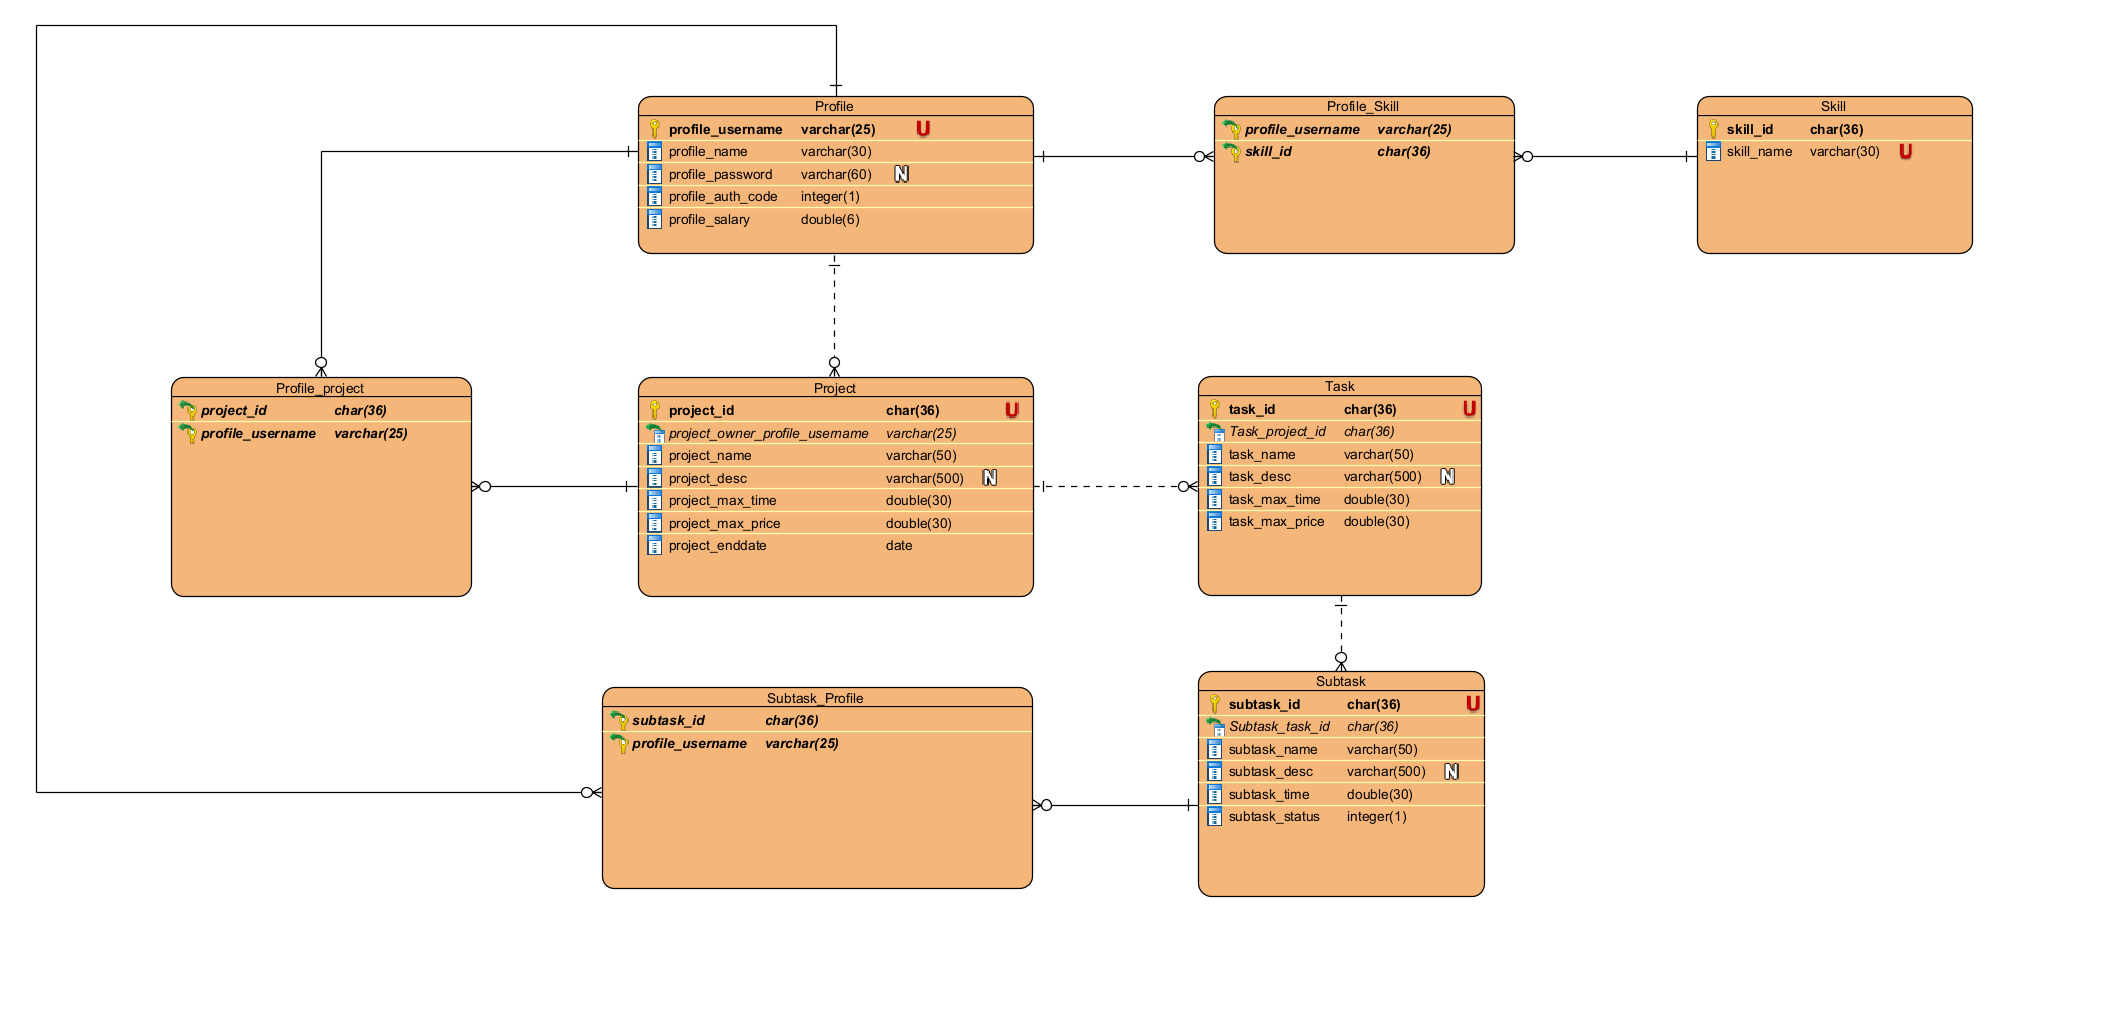 Profile
profile_username varchar(25) U
profile_name varchar(30)
profile_password varchar(60) N
profile_auth_code integer(1)
profile_salary double(6)
Profile_Skill
profile_username varchar(25)
skill_id char(36)
Skill
skill_id char(36)
skill_name varchar(30) U
Profile_project
project_id char(36)
profile_username varchar(25)
Project
project_id char(36) U
project_owner_profile_username varchar(25)
project_name varchar(50)
project_desc varchar(500) N
project_max_time double(30)
project_max_price double(30)
project_enddate date
Task
task_id char(36) U
Task_project_id char(36)
task_name varchar(50)
task_desc varchar(500) N
task_max_time double(30)
task_max_price double(30)
Subtask_Profile
subtask_id char(36)
profile_username varchar(25)
Subtask
subtask_id char(36) U
Subtask_task_id char(36)
subtask_name varchar(50)
subtask_desc varchar(500) N
subtask_time double(30)
subtask_status integer(1)